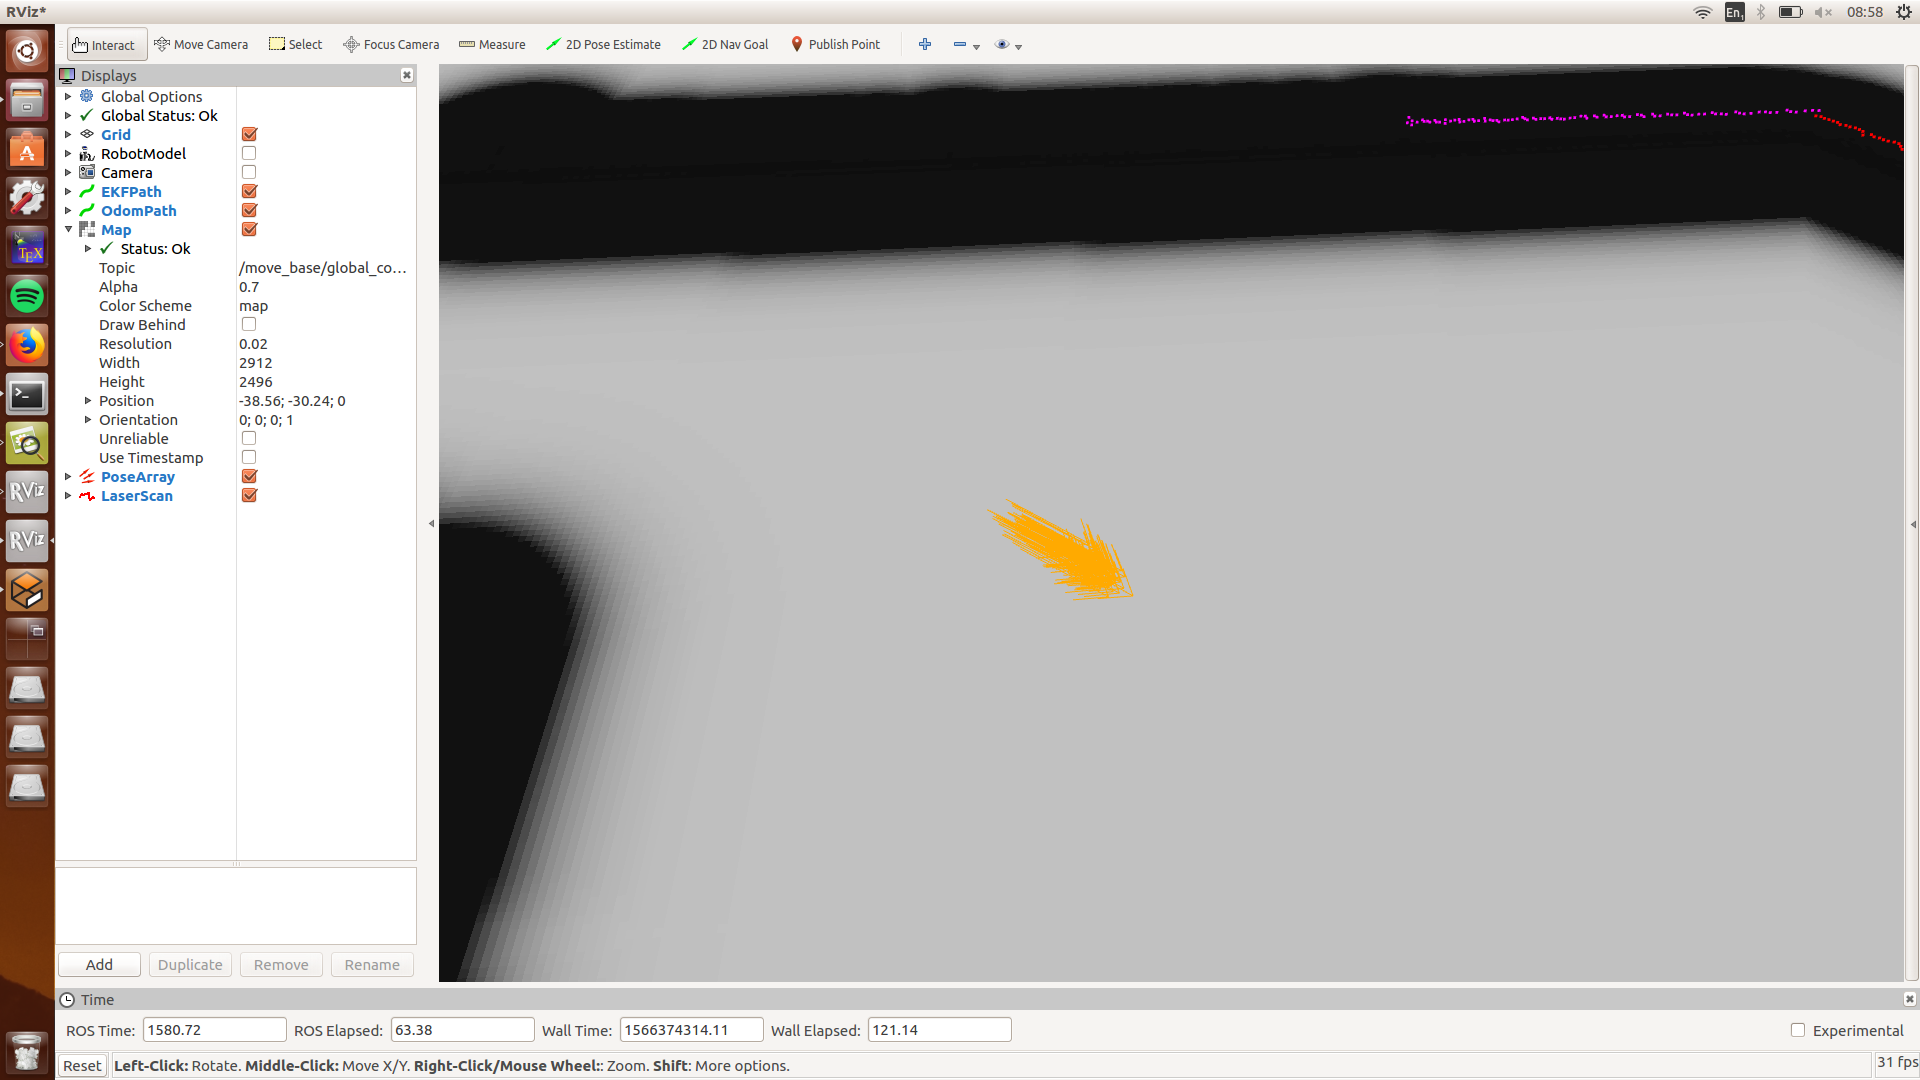 RViz*
En1
08:58
Interact
Move Camera
Select
Focus Camera
Measure
2D Pose Estimate
2D Nav Goal
Publish Point
Displays
Global Options
Global Status: Ok
Grid
RobotModel
Camera
EKFPath
OdomPath
Map
Status: Ok
Topic /move_base/global_co...
Alpha 0.7
Color Scheme map
Draw Behind
Resolution 0.02
Width 2912
Height 2496
Position -38.56; -30.24; 0
Orientation 0; 0; 0; 1
Unreliable
Use Timestamp
PoseArray
LaserScan
TEX
RViz
RViz
Add Duplicate Remove Rename
Time
ROS Time: 1580.72 ROS Elapsed: 63.38 Wall Time: 1566374314.11 Wall Elapsed: 121.14 Experimental
Reset Left-Click: Rotate. Middle-Click: Move X/Y. Right-Click/Mouse Wheel:: Zoom. Shift: More options. 31 fps